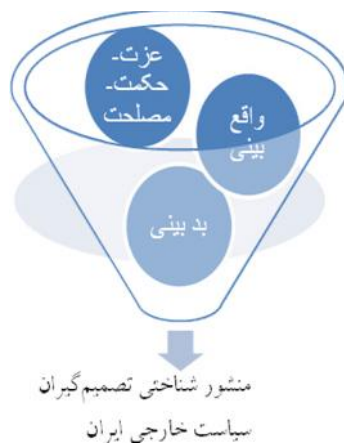 عزت-
حکمت-
مصلحت
واقع
بینی
بد بینی
منشور شناختی تصمیم‌گیران
سیاست خارجی ایران